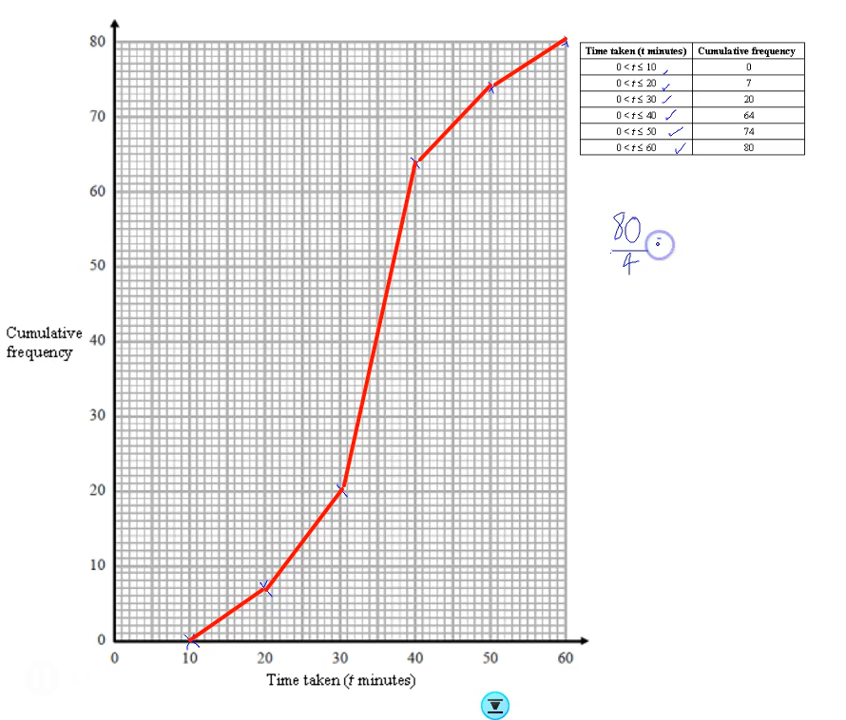 80
70
60
50
Cumulative frequency 40
30
20
10
0
0 10 20 30 40 50 60
Time taken (t minutes)
Time taken (t minutes) Cumulative frequency
0 < t ≤ 10 0
0 < t ≤ 20 7
0 < t ≤ 30 20
0 < t ≤ 40 64
0 < t ≤ 50 74
0 < t ≤ 60 80
80
4